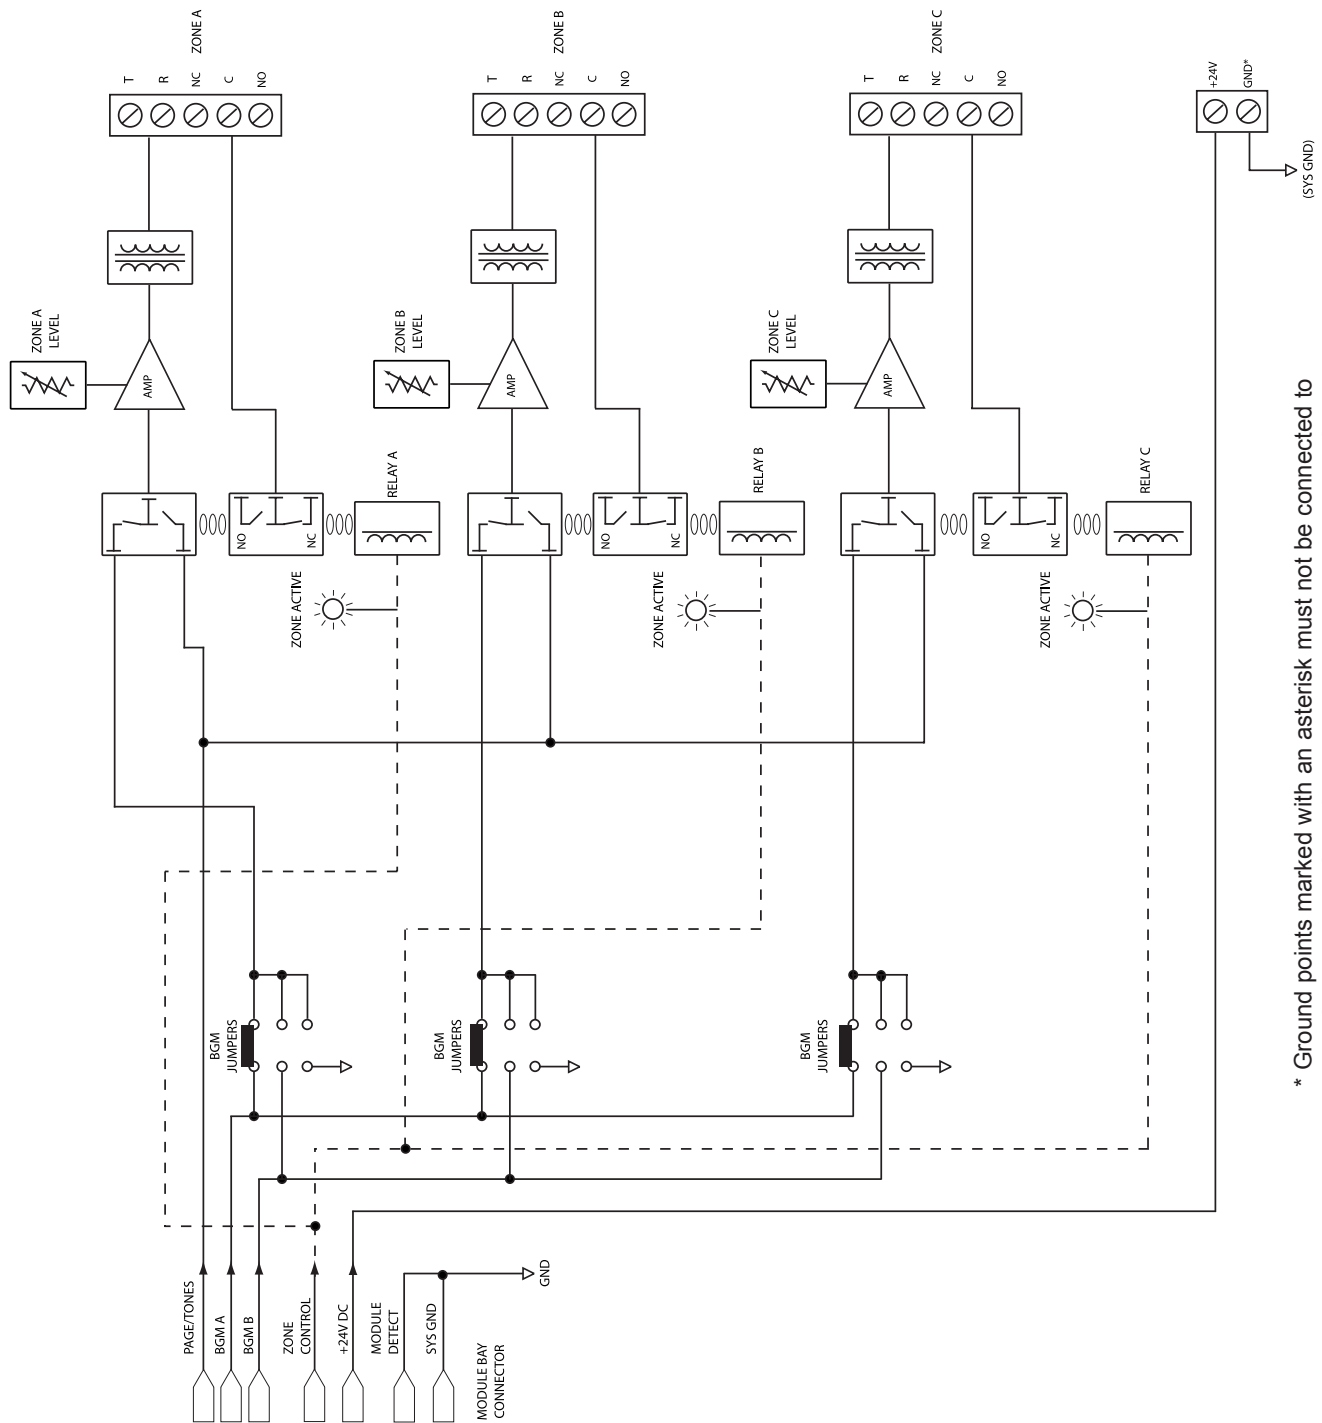 ZONE A
T
R
NC
C
NO
ZONE B
T
R
NC
C
NO
ZONE C
T
R
NC
C
NO
+24V
GND*
(SYS GND)
ZONE A
LEVEL
ZONE B
LEVEL
ZONE C
LEVEL
AMP
AMP
AMP
RELAY A
RELAY B
RELAY C
NO
NC
NO
NC
NO
NC
ZONE ACTIVE
ZONE ACTIVE
ZONE ACTIVE
BGM
JUMPERS
BGM
JUMPERS
BGM
JUMPERS
PAGE/TONES
BGM A
BGM B
ZONE
CONTROL
+24V DC
MODULE
DETECT
SYS GND
GND
MODULE BAY
CONNECTOR
* Ground points marked with an asterisk must not be connected to